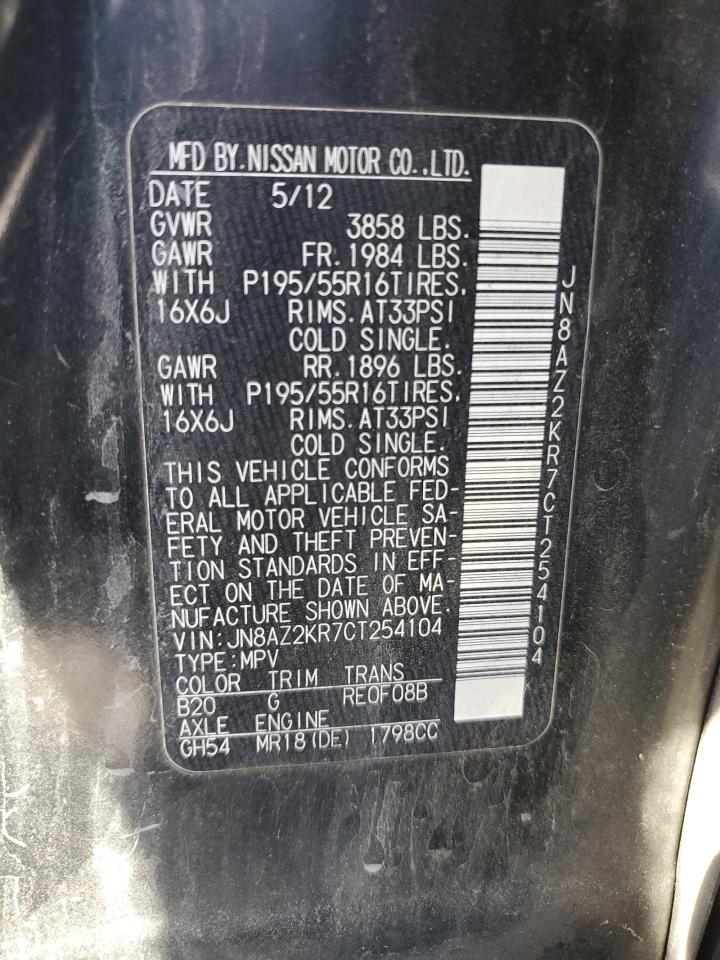 MFD BY. NISSAN MOTOR CO.,LTD.
DATE 5/12
GVWR 3858 LBS.
GAWR FR. 1984 LBS.
WITH P195/55R16TIRES,
16X6J RIMS. AT33PSI
COLD SINGLE.
GAWR RR. 1896 LBS.
WITH P195/55R16TIRES,
16X6J RIMS. AT33PSI
COLD SINGLE.
THIS VEHICLE CONFORMS
TO ALL APPLICABLE FED-
ERAL MOTOR VEHICLE SA-
FETY AND THEFT PREVEN-
TION STANDARDS IN EFF-
ECT ON THE DATE OF MA-
NUFACTURE SHOWN ABOVE.
VIN:JN8AZ2KR7CT254104
TYPE:MPV
COLOR TRIM TRANS
B20 G RE0F08B
AXLE ENGINE
GH54 MR18(DE) 1798CC
JN8AZ2KR7CT254104